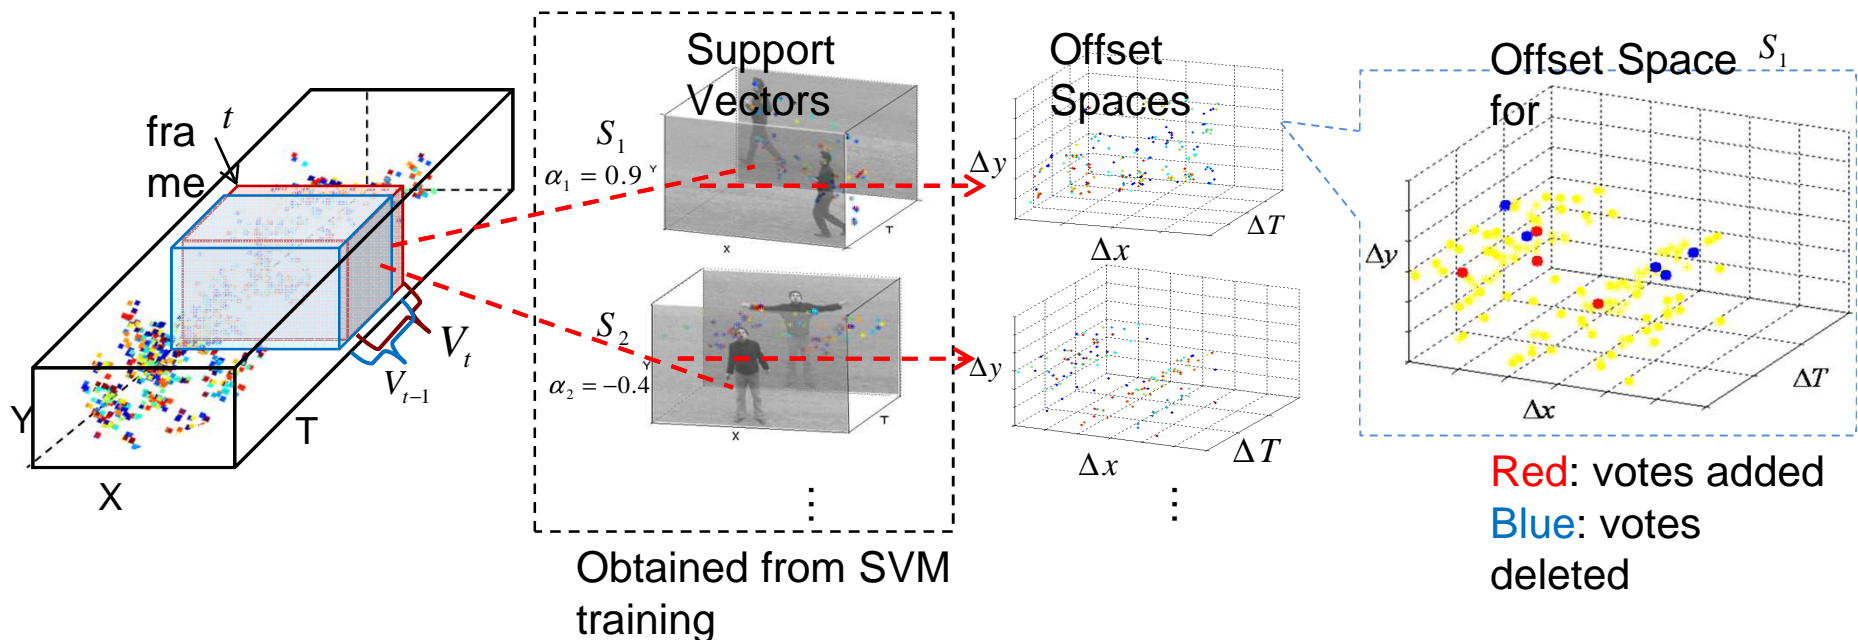 fra
me
t
Y
X
T
V_t
V_{t-1}
Support
Vectors
S_1
α_1 = 0.9
Y
X
T
S_2
α_2 = -0.4
Y
X
T
⋮
Obtained from SVM
training
Offset
Spaces
Δy
Δx
ΔT
Δy
Δx
ΔT
⋮
Offset Space S_1
for
Δy
Δx
ΔT
Red: votes added
Blue: votes
deleted